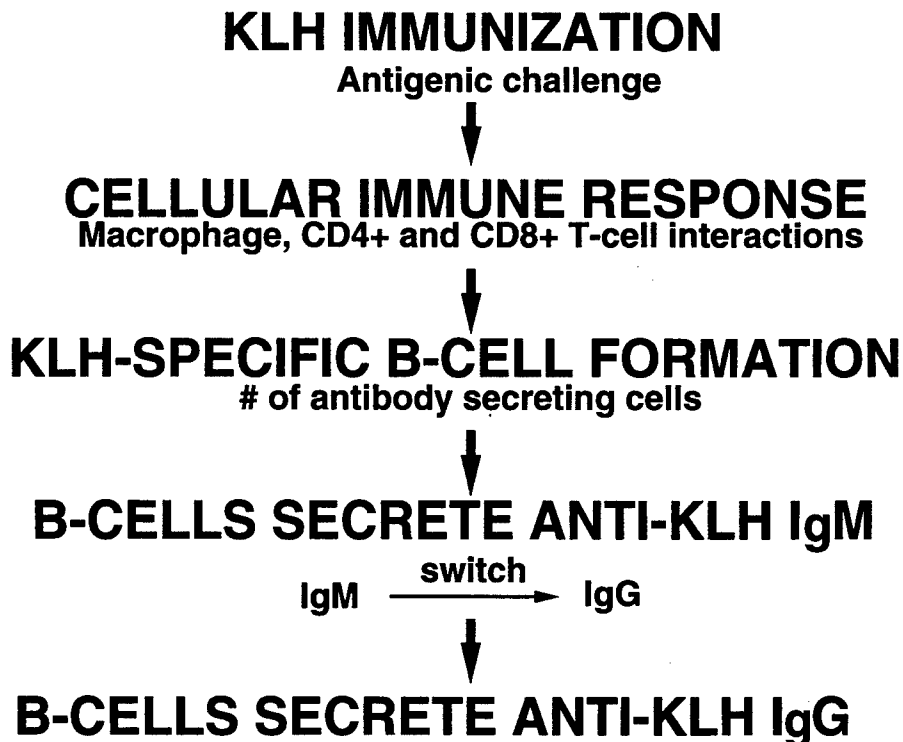 KLH IMMUNIZATION
Antigenic challenge
CELLULAR IMMUNE RESPONSE
Macrophage, CD4+ and CD8+ T-cell interactions
KLH-SPECIFIC B-CELL FORMATION
# of antibody secreting cells
B-CELLS SECRETE ANTI-KLH IgM
switch
IgM IgG
B-CELLS SECRETE ANTI-KLH IgG